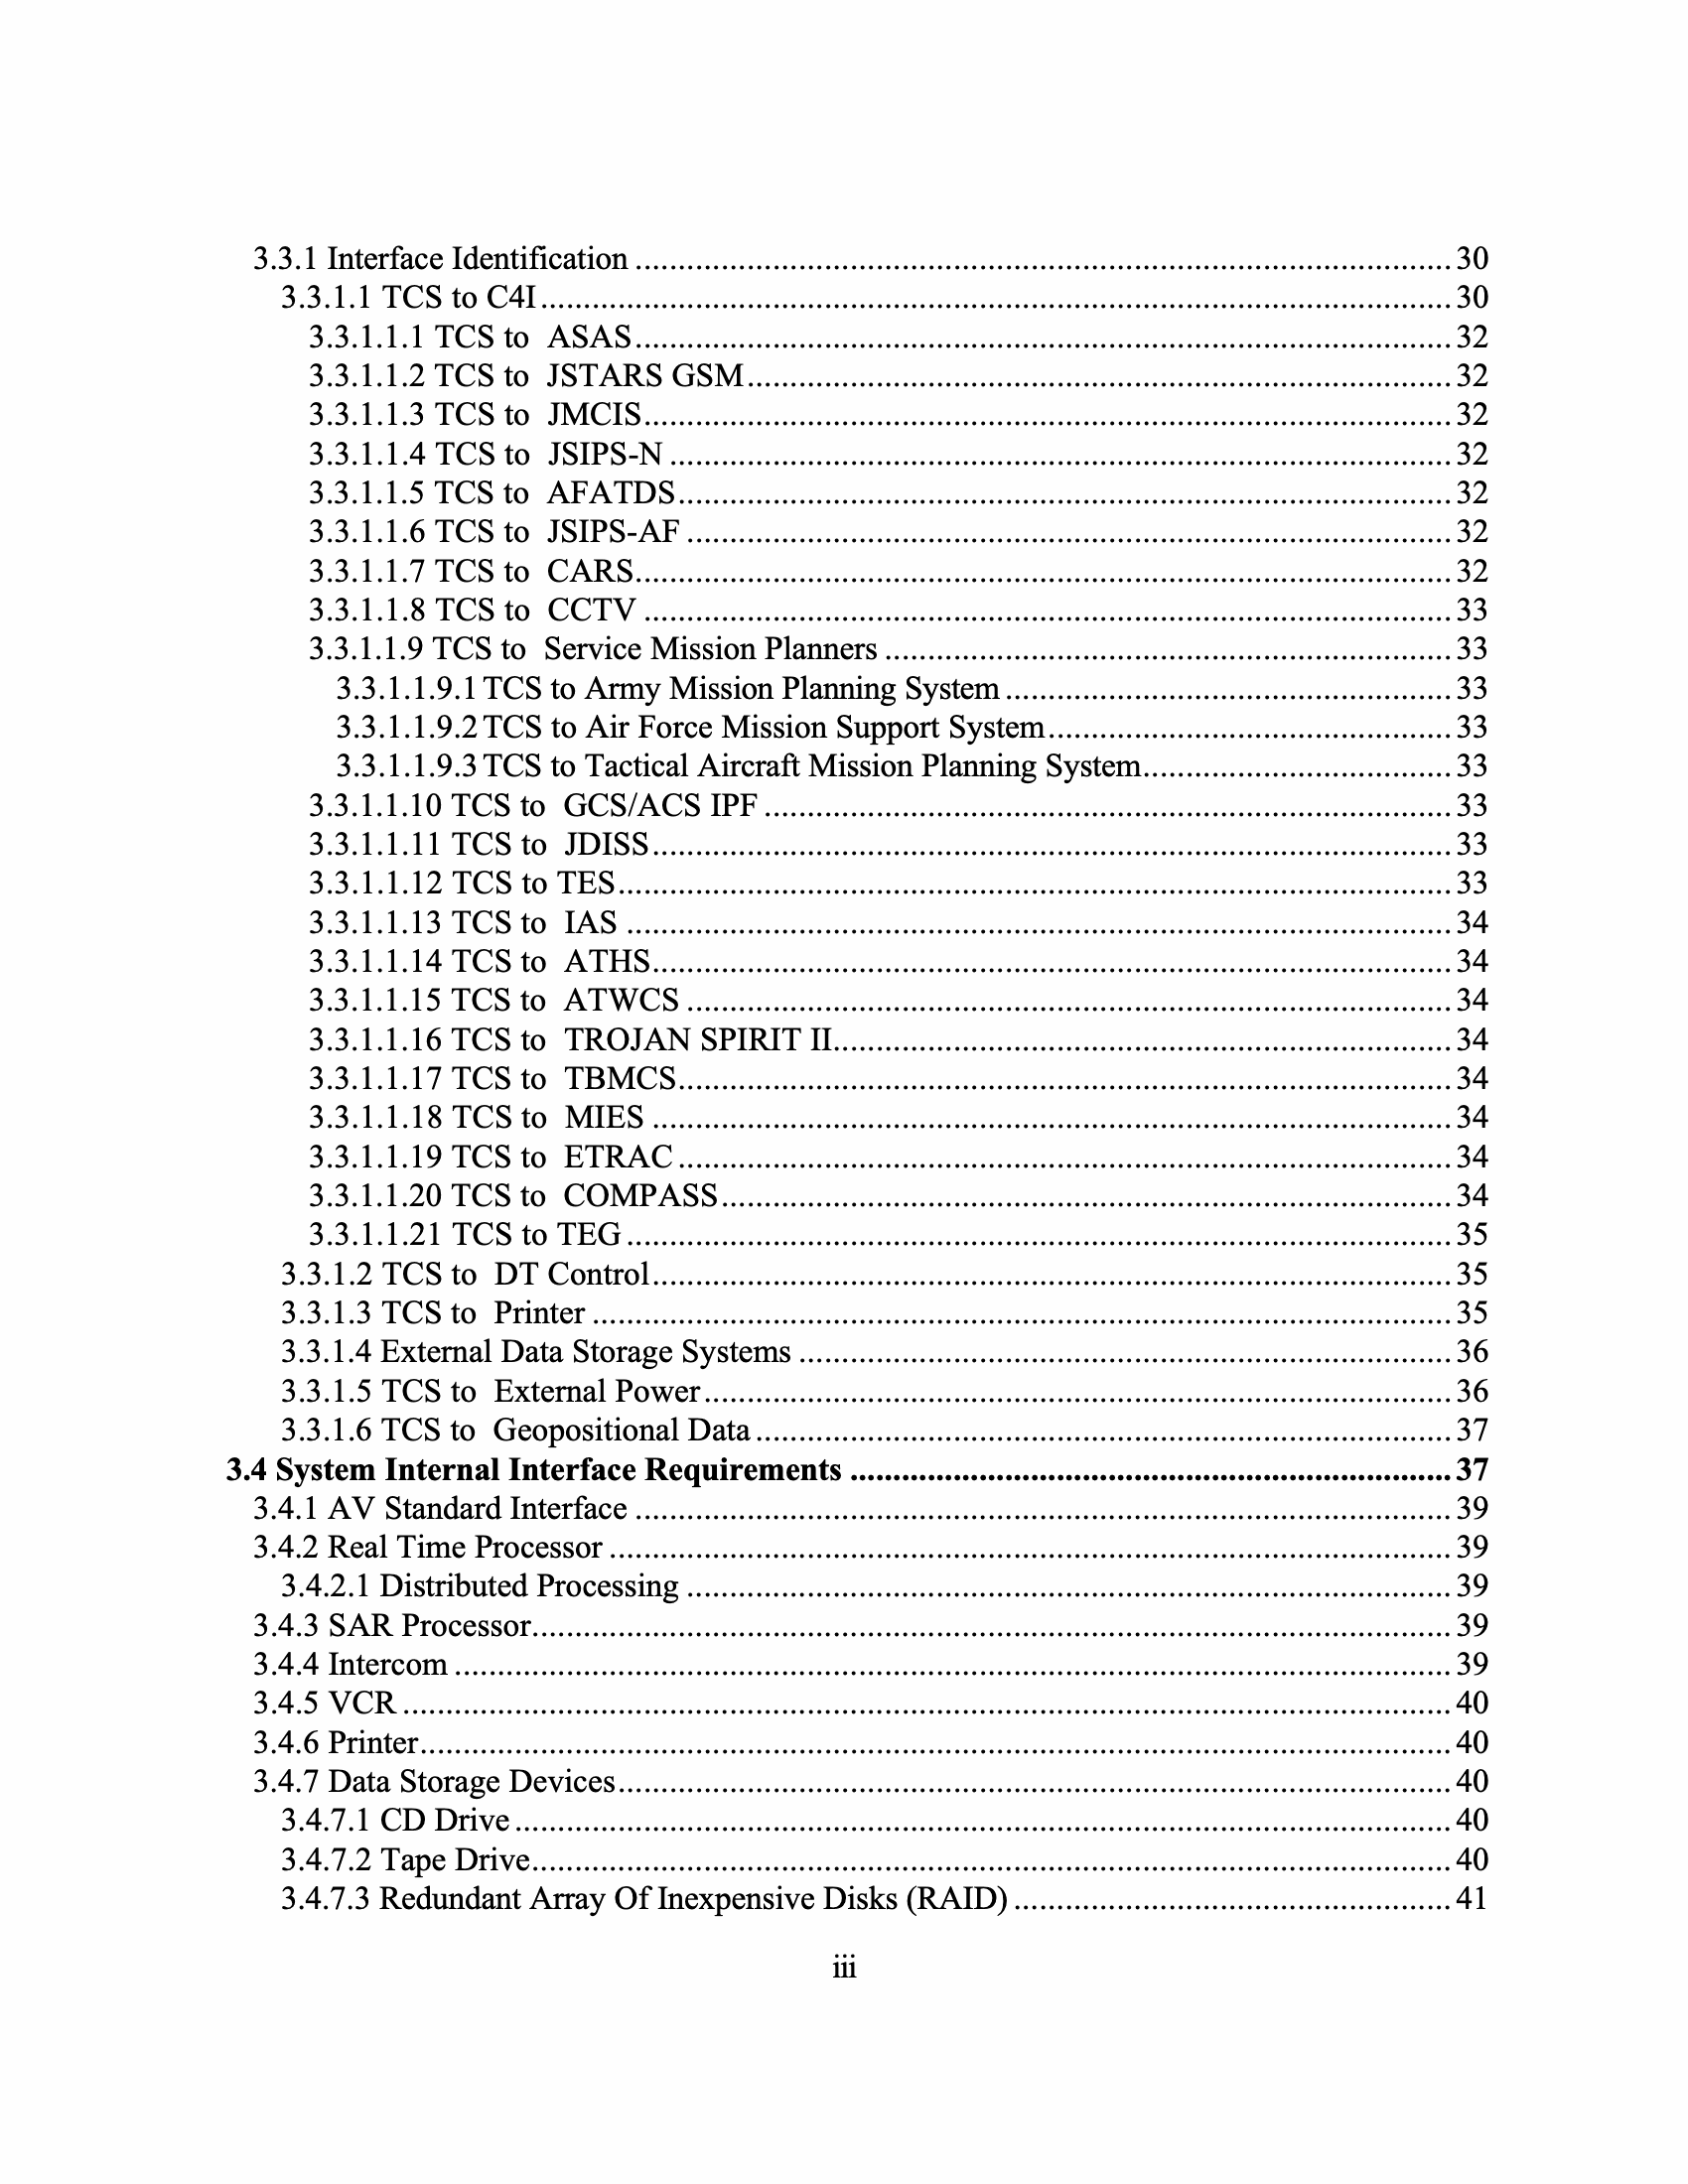 3.3.1 Interface Identification ........ 30
3.3.1.1 TCS to C4I ........ 30
3.3.1.1.1 TCS to  ASAS ........ 32
3.3.1.1.2 TCS to  JSTARS GSM ........ 32
3.3.1.1.3 TCS to  JMCIS ........ 32
3.3.1.1.4 TCS to  JSIPS-N ........ 32
3.3.1.1.5 TCS to  AFATDS ........ 32
3.3.1.1.6 TCS to  JSIPS-AF ........ 32
3.3.1.1.7 TCS to  CARS ........ 32
3.3.1.1.8 TCS to  CCTV ........ 33
3.3.1.1.9 TCS to  Service Mission Planners ........ 33
3.3.1.1.9.1 TCS to Army Mission Planning System ........ 33
3.3.1.1.9.2 TCS to Air Force Mission Support System ........ 33
3.3.1.1.9.3 TCS to Tactical Aircraft Mission Planning System ........ 33
3.3.1.1.10 TCS to  GCS/ACS IPF ........ 33
3.3.1.1.11 TCS to  JDISS ........ 33
3.3.1.1.12 TCS to TES ........ 33
3.3.1.1.13 TCS to  IAS ........ 34
3.3.1.1.14 TCS to  ATHS ........ 34
3.3.1.1.15 TCS to  ATWCS ........ 34
3.3.1.1.16 TCS to  TROJAN SPIRIT II ........ 34
3.3.1.1.17 TCS to  TBMCS ........ 34
3.3.1.1.18 TCS to  MIES ........ 34
3.3.1.1.19 TCS to  ETRAC ........ 34
3.3.1.1.20 TCS to  COMPASS ........ 34
3.3.1.1.21 TCS to TEG ........ 35
3.3.1.2 TCS to  DT Control ........ 35
3.3.1.3 TCS to  Printer ........ 35
3.3.1.4 External Data Storage Systems ........ 36
3.3.1.5 TCS to  External Power ........ 36
3.3.1.6 TCS to  Geopositional Data ........ 37
3.4 System Internal Interface Requirements ........ 37
3.4.1 AV Standard Interface ........ 39
3.4.2 Real Time Processor ........ 39
3.4.2.1 Distributed Processing ........ 39
3.4.3 SAR Processor ........ 39
3.4.4 Intercom ........ 39
3.4.5 VCR ........ 40
3.4.6 Printer ........ 40
3.4.7 Data Storage Devices ........ 40
3.4.7.1 CD Drive ........ 40
3.4.7.2 Tape Drive ........ 40
3.4.7.3 Redundant Array Of Inexpensive Disks (RAID) ........ 41
iii